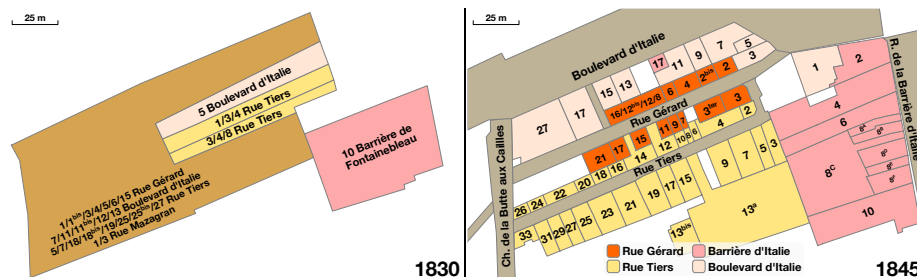 25 m
5 Boulevard d'Italie
1/3/4 Rue Tiers
3/4/8 Rue Tiers
10 Barrière de
Fontainebleau
1/1bis/3/4/5/6/15 Rue Gérard
7/11/11bis/12/13 Boulevard d'Italie
5/7/18/18bis/19/25/25bis/27 Rue Tiers
1/3 Rue Mazagran
1830
25 m
Boulevard d'Italie
R. de la Barrière d'Italie
Ch. de la Butte aux Cailles
27
17
15
13
17
11
9
7
5
3
1
2
16/12bis/12/8
6
4
2bis
2
Rue Gérard
21
17
15
11
9
7
3ter
3
4
6
8A
8B
8C
8C
8C
8C
8C
10
26
24
22
20
18
16
14
12
10
8
6
4
2
Rue Tiers
33
31
29
27
25
23
21
19
17
15
9
7
5
3
13bis
13a
Rue Gérard
Barrière d'Italie
Rue Tiers
Boulevard d'Italie
1845